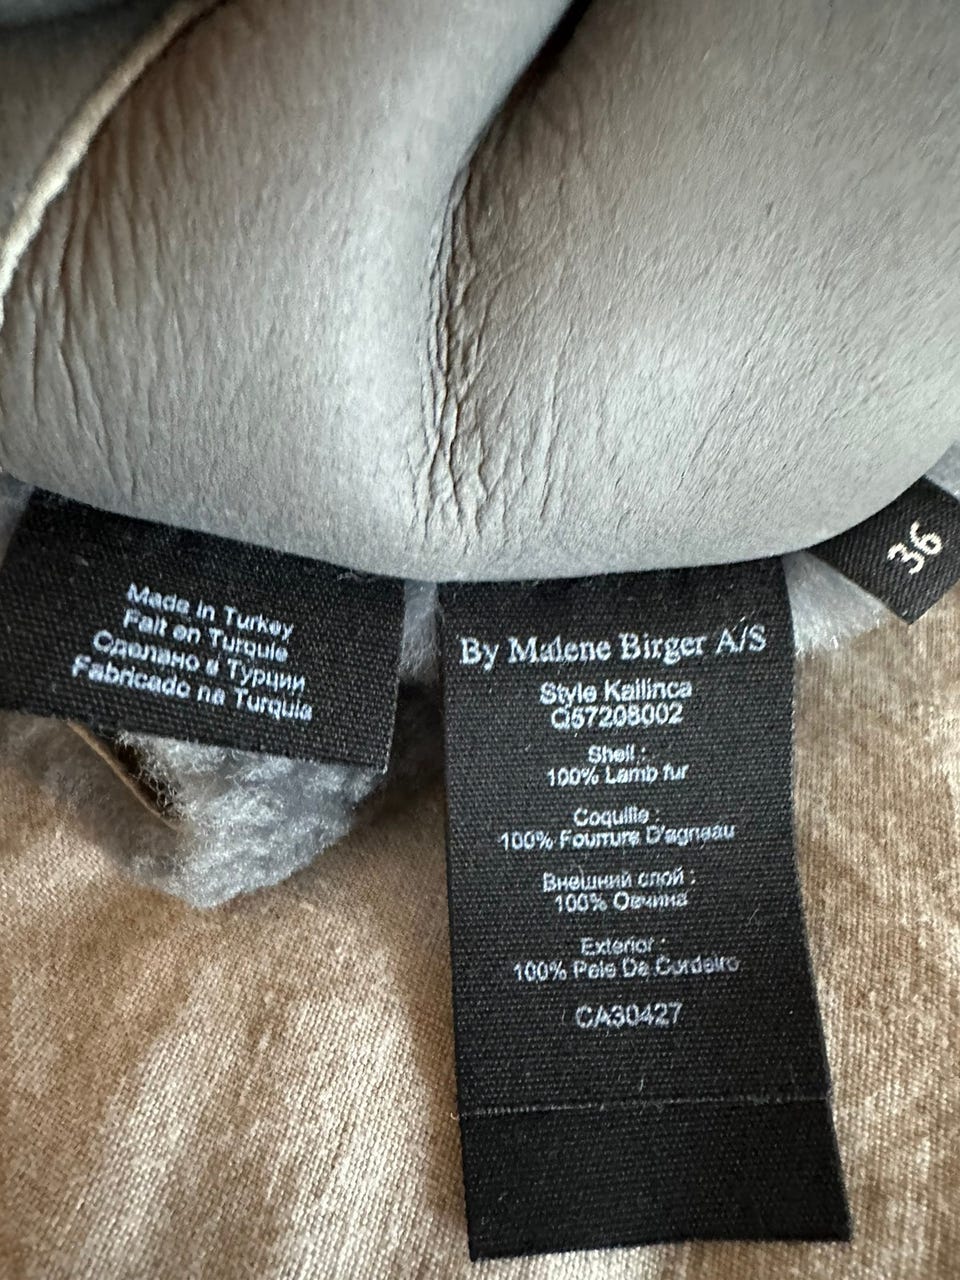 Made in Turkey
Fait en Turquie
Сделано в Турции
Fabricado na Turquia
By Malene Birger A/S
Style Kailinca
Q57208002
Shell :
100% Lamb fur
Coquille :
100% Fourrure D'agneau
Внешний слой :
100% Овчина
Exterior :
100% Pele De Cordeiro
CA30427
36